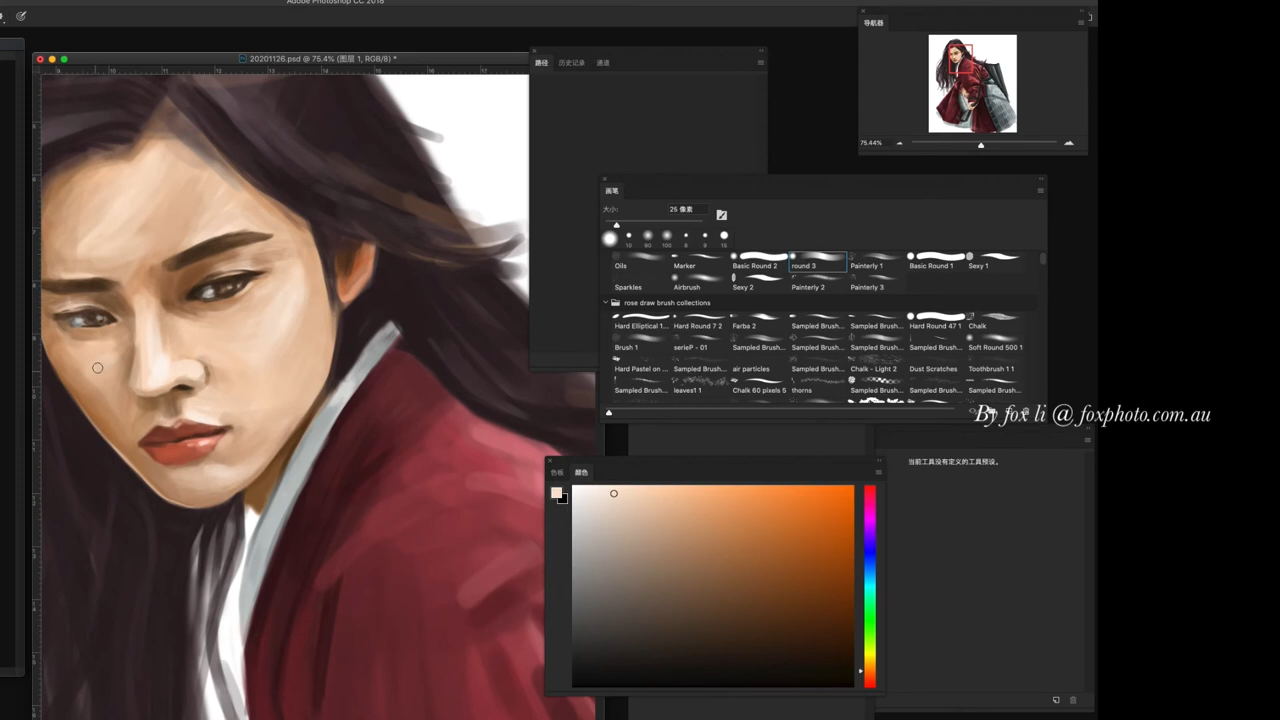 Adobe Photoshop CC 2018
导航器
20201126.psd @ 75.4% (图层 1, RGB/8) *
路径 历史记录 通道
75.44%
画笔
大小: 25 像素
10 80 100 8 9 15
Oils Marker Basic Round 2 round 3 Painterly 1 Basic Round 1 Sexy 1
Sparkles Airbrush Sexy 2 Painterly 2 Painterly 3
rose draw brush collections
Hard Elliptical 1... Hard Round 7 2 Farba 2 Sampled Brush... Sampled Brush... Hard Round 47 1 Chalk
Brush 1 serieP - 01 Sampled Brush... Sampled Brush... Sampled Brush... Sampled Brush... Soft Round 500 1
Hard Pastel on ... Sampled Brush... air particles Sampled Brush... Chalk - Light 2 Dust Scratches Toothbrush 1 1
Sampled Brush... leaves1 1 Chalk 60 pixels 5 thorns Sampled Brush... Sampled Brush... Sampled Brush...
By fox li @ foxphoto.com.au
当前工具没有定义的工具预设。
色板 颜色